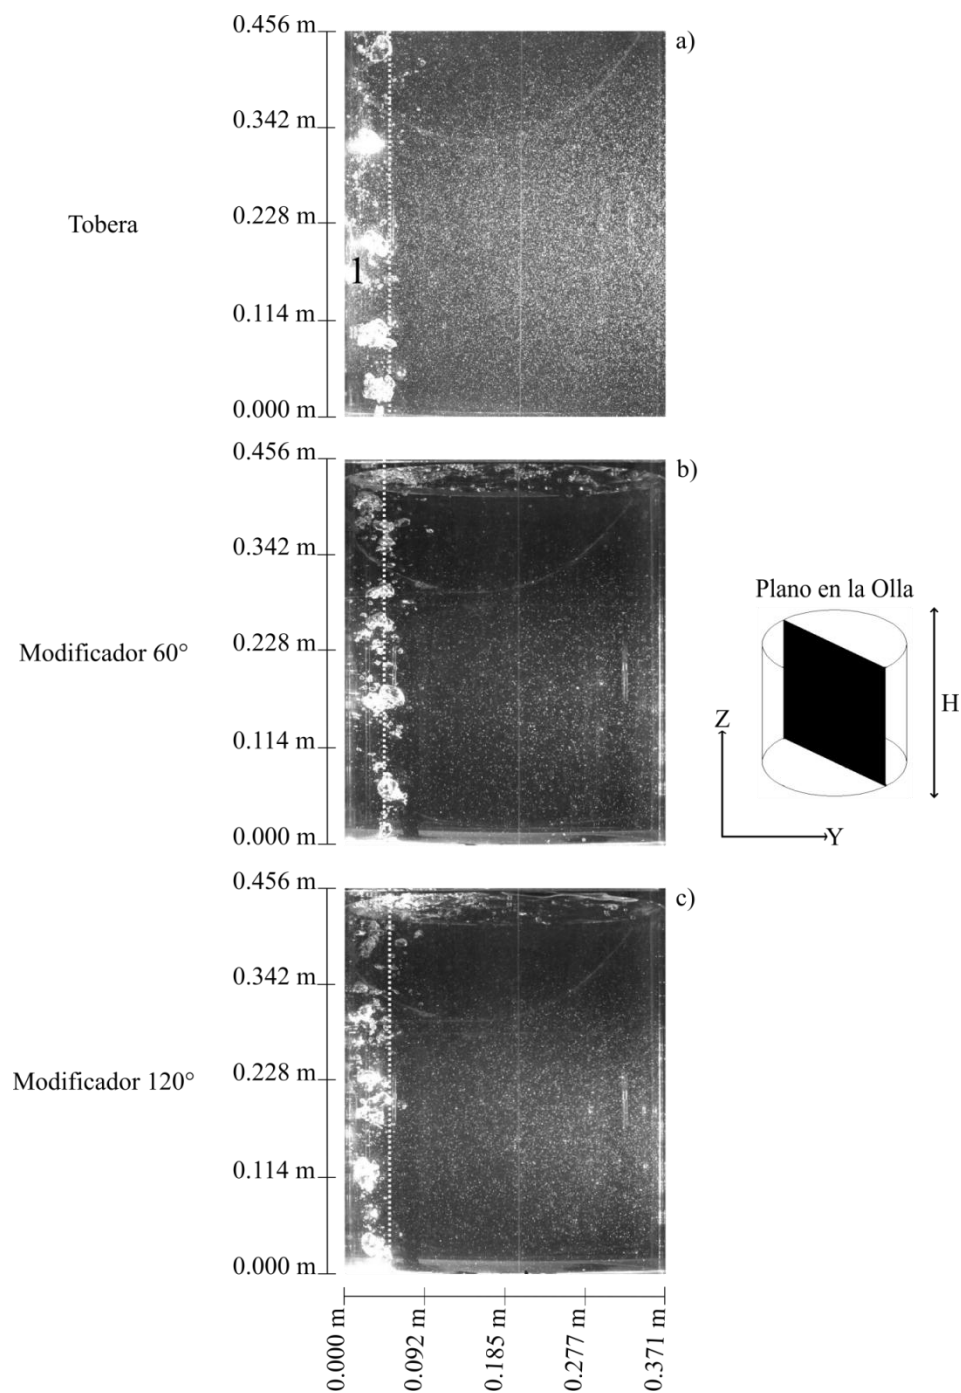 0.456 m
a)
0.342 m
Tobera
0.228 m
1
0.114 m
0.000 m
0.456 m
b)
0.342 m
Modificador 60°
0.228 m
0.114 m
0.000 m
Plano en la Olla
H
Z
Y
0.456 m
c)
0.342 m
Modificador 120°
0.228 m
0.114 m
0.000 m
0.000 m
0.092 m
0.185 m
0.277 m
0.371 m